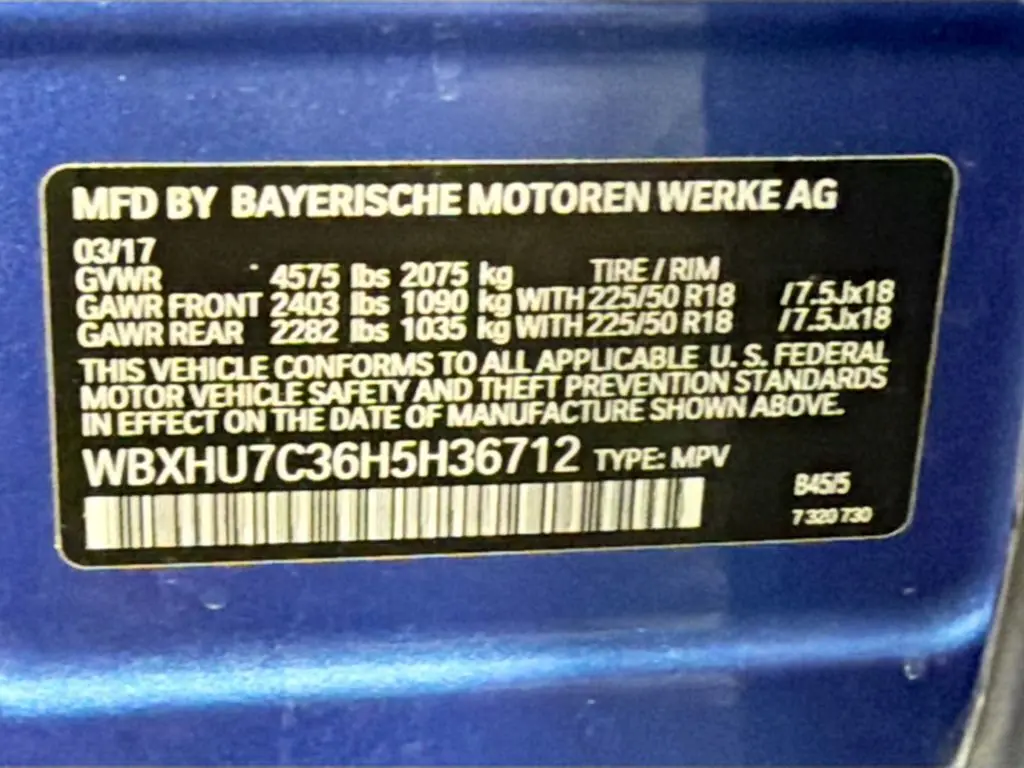 MFD BY BAYERISCHE MOTOREN WERKE AG
03/17
TIRE / RIM
GVWR 4575 lbs 2075 kg
GAWR FRONT 2403 lbs 1090 kg WITH 225/50 R18 /7.5Jx18
GAWR REAR 2282 lbs 1035 kg WITH 225/50 R18 /7.5Jx18
THIS VEHICLE CONFORMS TO ALL APPLICABLE U. S. FEDERAL
MOTOR VEHICLE SAFETY AND THEFT PREVENTION STANDARDS
IN EFFECT ON THE DATE OF MANUFACTURE SHOWN ABOVE.
WBXHU7C36H5H36712 TYPE: MPV
B45/5
7 320 730